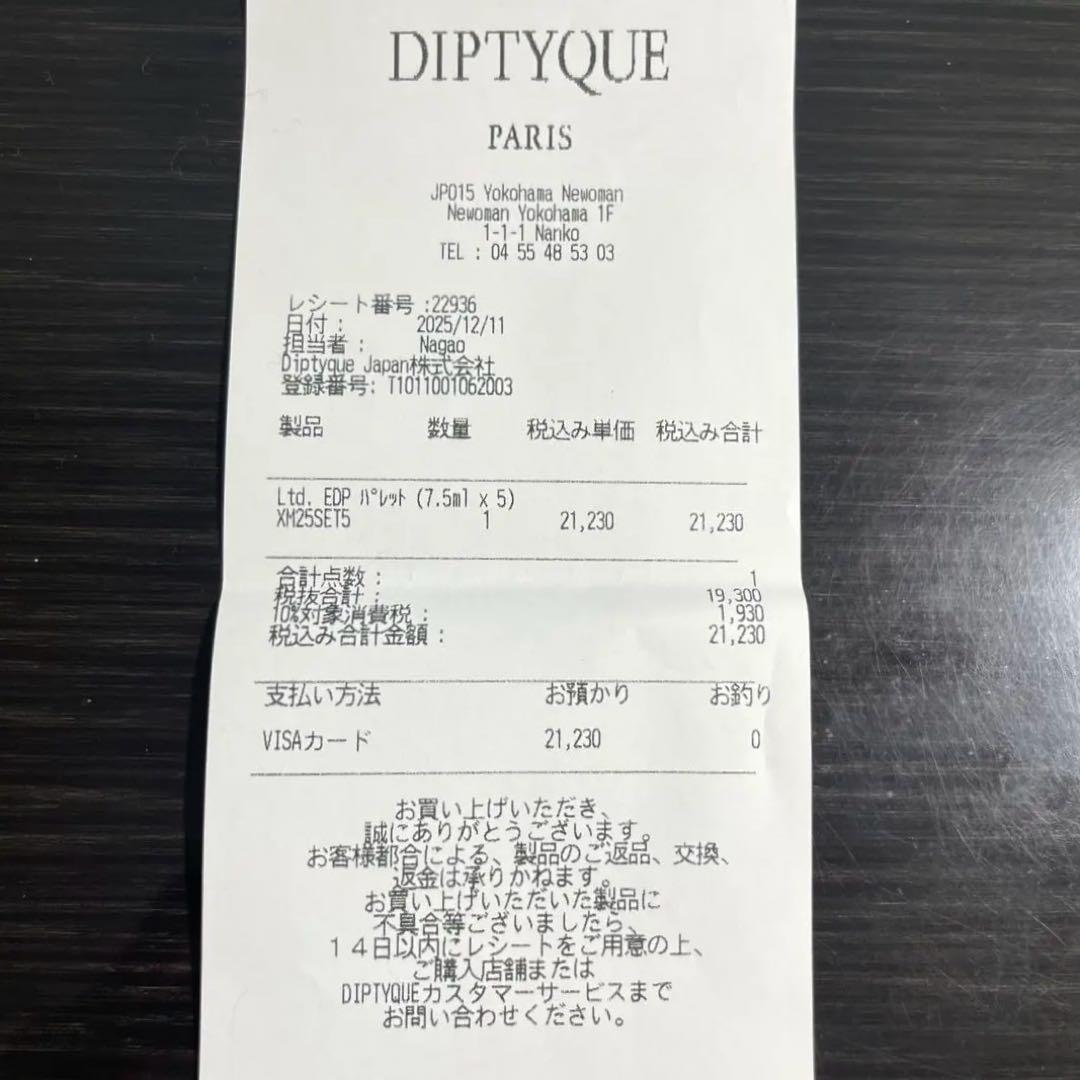 DIPTYQUE
PARIS
JP015 Yokohama Newoman
Newoman Yokohama 1F
1-1-1 Nanko
TEL : 04 55 48 53 03
レシート番号 :22936
日付 : 2025/12/11
担当者 : Nagao
Diptyque Japan株式会社
登録番号: T1011001062003
製品 数量 税込み単価 税込み合計
Ltd. EDP ﾊﾟﾚｯﾄ (7.5ml x 5)
XM25SET5 1 21,230 21,230
合計点数 : 1
税抜合計 : 19,300
10%対象消費税 : 1,930
税込み合計金額 : 21,230
支払い方法 お預かり お釣り
VISAカード 21,230 0
お買い上げいただき、
誠にありがとうございます。
お客様都合による、製品のご返品、交換、
返金は承りかねます。
お買い上げいただいた製品に
不具合等ございましたら、
１４日以内にレシートをご用意の上、
ご購入店舗または
DIPTYQUEカスタマーサービスまで
お問い合わせください。